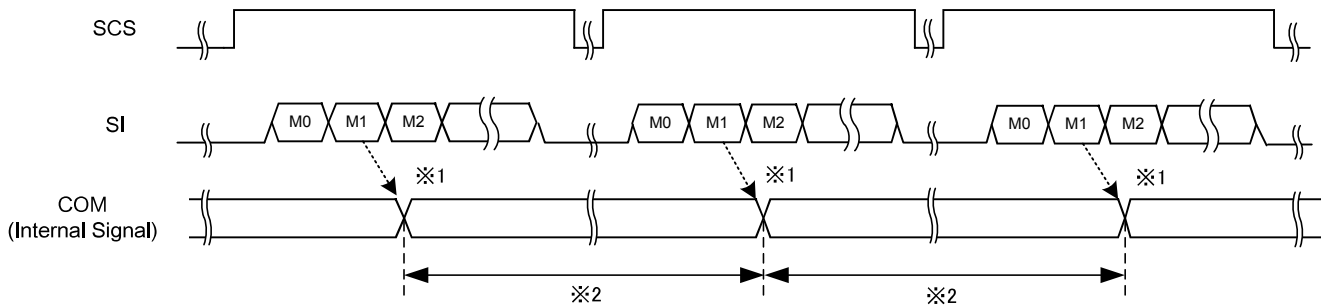 SCS
SI
M0 M1 M2 M0 M1 M2 M0 M1 M2
※1 ※1 ※1
COM
(Internal Signal)
※2 ※2